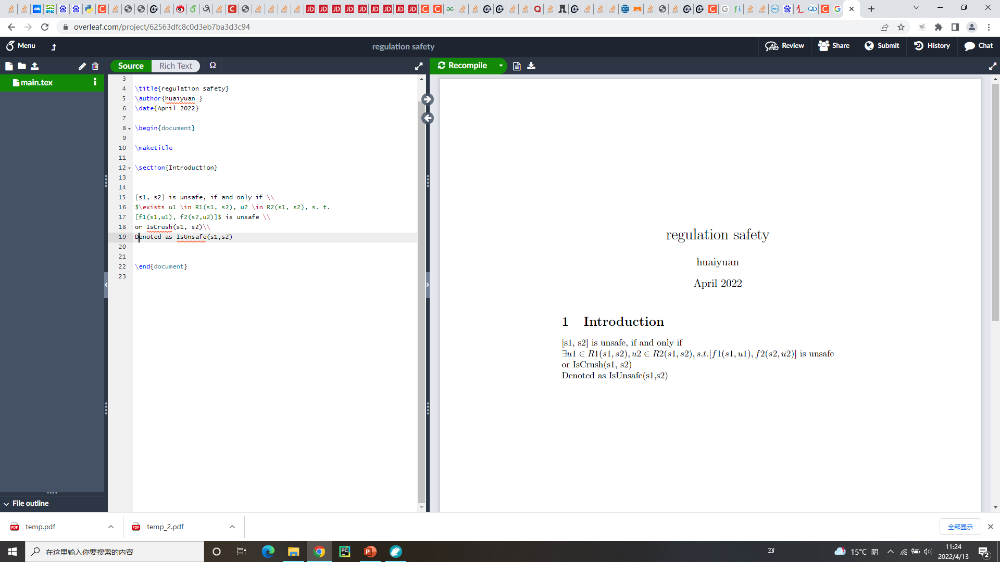 overleaf.com/project/62563dfc8c0d3eb7ba3d3c94
Menu
regulation safety
Review
Share
Submit
History
Chat
Source
Rich Text
Ω
Recompile
main.tex
3
4 \title{regulation safety}
5 \author{huaiyuan }
6 \date{April 2022}
7
8 \begin{document}
9
10 \maketitle
11
12 \section{Introduction}
13
14
15 [s1, s2] is unsafe, if and only if \\
16 $\exists u1 \in R1(s1, s2), u2 \in R2(s1, s2), s. t.
17 [f1(s1,u1), f2(s2,u2)]$ is unsafe \\
18 or IsCrush(s1, s2)\\
19 Denoted as IsUnsafe(s1,s2)
20
21
22 \end{document}
23
regulation safety
huaiyuan
April 2022
1 Introduction
[s1, s2] is unsafe, if and only if
∃u1 ∈ R1(s1, s2), u2 ∈ R2(s1, s2), s.t.[f1(s1, u1), f2(s2, u2)] is unsafe
or IsCrush(s1, s2)
Denoted as IsUnsafe(s1,s2)
File outline
temp.pdf
temp_2.pdf
全部显示
在这里输入你要搜索的内容
EN
15°C 阴
11:24
2022/4/13
2